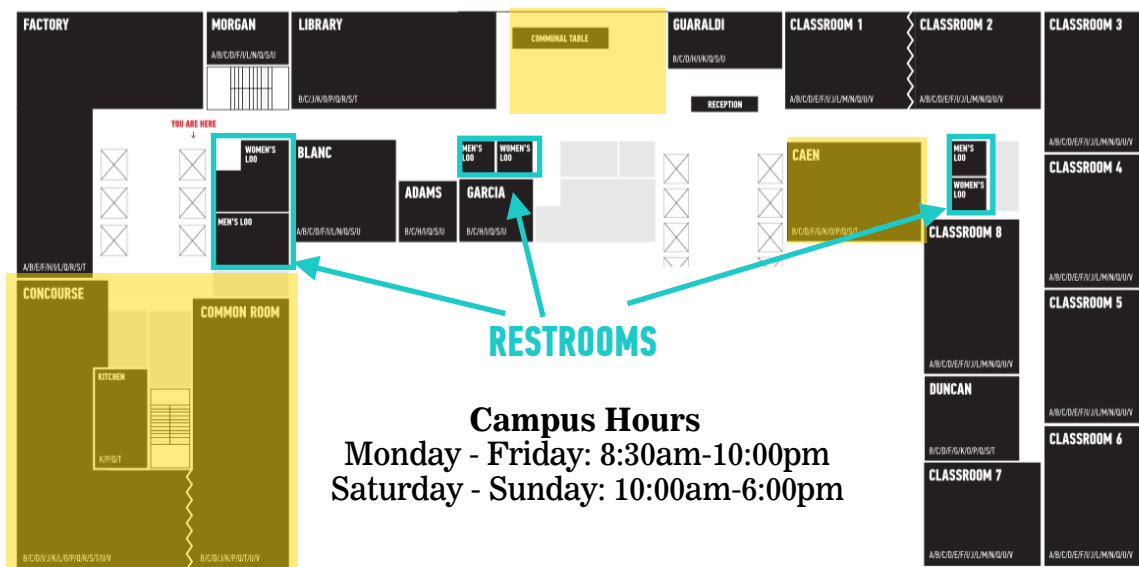 FACTORY
MORGAN
LIBRARY
GUARALDI
CLASSROOM 1
CLASSROOM 2
CLASSROOM 3
COMMUNAL TABLE
A/B/C/D/F/I/L/N/Q/S/U
B/C/D/H/I/K/Q/S/U
B/C/J/K/O/P/Q/R/S/T
A/B/C/D/E/F/I/J/L/M/N/Q/U/V
A/B/C/D/E/F/I/J/L/M/N/Q/U/V
RECEPTION
YOU ARE HERE
↓
A/B/C/D/E/F/I/J/L/M/N/Q/U/V
WOMEN'S
LOO
BLANC
MEN'S
LOO
WOMEN'S
LOO
CAEN
MEN'S
LOO
CLASSROOM 4
WOMEN'S
LOO
ADAMS
GARCIA
MEN'S LOO
A/B/C/D/F/I/L/N/Q/S/U
B/C/H/I/Q/S/U
B/C/H/I/Q/S/U
B/C/D/F/G/K/O/P/Q/S/T
CLASSROOM 8
A/B/E/F/H/I/L/Q/R/S/T
A/B/C/D/E/F/I/J/L/M/N/Q/U/V
CONCOURSE
COMMON ROOM
CLASSROOM 5
RESTROOMS
A/B/C/D/E/F/I/J/L/M/N/Q/U/V
KITCHEN
DUNCAN
Campus Hours
A/B/C/D/E/F/I/J/L/M/N/Q/U/V
CLASSROOM 6
Monday - Friday: 8:30am-10:00pm
K/P/Q/T
B/C/D/F/G/K/O/P/Q/S/T
CLASSROOM 7
Saturday - Sunday: 10:00am-6:00pm
B/C/D/I/J/K/L/O/P/Q/R/S/T/U/V
B/C/D/J/K/P/Q/T/U/V
A/B/C/D/E/F/I/J/L/M/N/Q/U/V
A/B/C/D/E/F/I/J/L/M/N/Q/U/V